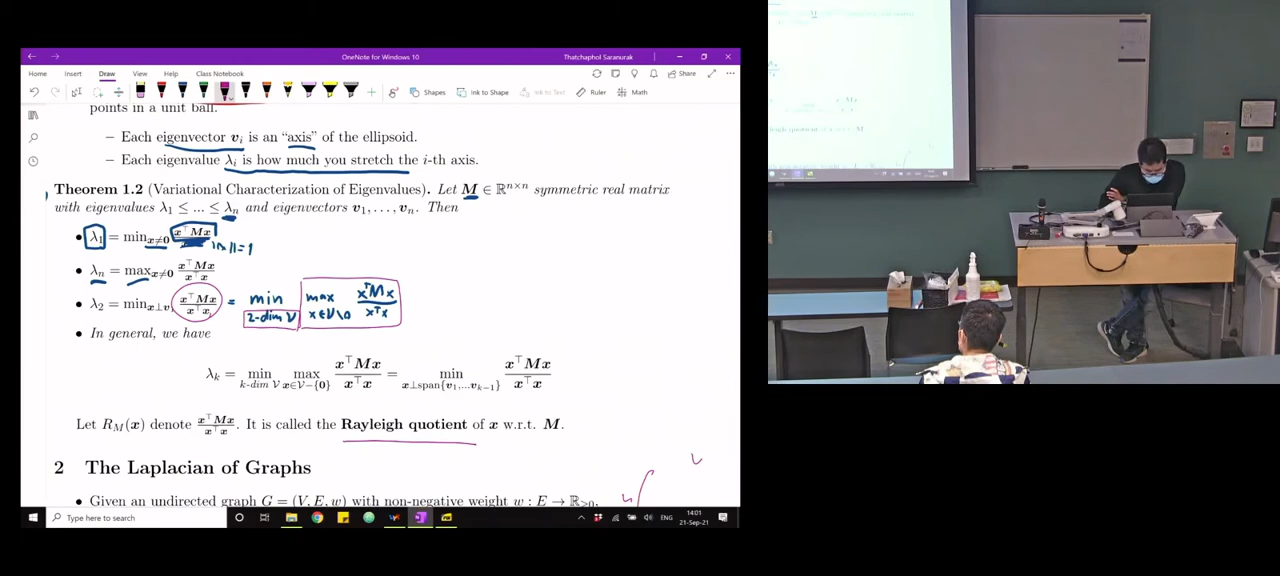 OneNote for Windows 10
Thatchaphol Saranurak
Home Insert Draw View Help Class Notebook
Share
Shapes Ink to Shape Ink to Text Ruler Math
points in a unit ball.
– Each eigenvector v_i is an “axis” of the ellipsoid.
– Each eigenvalue λ_i is how much you stretch the i-th axis.
Theorem 1.2 (Variational Characterization of Eigenvalues). Let M ∈ ℝ^{n×n} symmetric real matrix
with eigenvalues λ_1 ≤ ... ≤ λ_n and eigenvectors v_1, . . . , v_n. Then
• λ_1 = min_{x≠0} x^⊤Mx ‖x‖=1
• λ_n = max_{x≠0} x^⊤Mx / x^⊤x
• λ_2 = min_{x⊥v_1} x^⊤Mx / x^⊤x = min_{2-dim V} max_{x∈V\0} x^⊤Mx / x^⊤x
• In general, we have
λ_k = min_{k-dim 𝒱} max_{x∈𝒱−{0}} x^⊤Mx / x^⊤x = min_{x⊥span{v_1,...v_{k−1}}} x^⊤Mx / x^⊤x
Let R_M(x) denote x^⊤Mx / x^⊤x. It is called the Rayleigh quotient of x w.r.t. M.
2 The Laplacian of Graphs
• Given an undirected graph G = (V, E, w) with non-negative weight w : E → ℝ_{≥0},
Type here to search
ENG
14:01
21-Sep-21